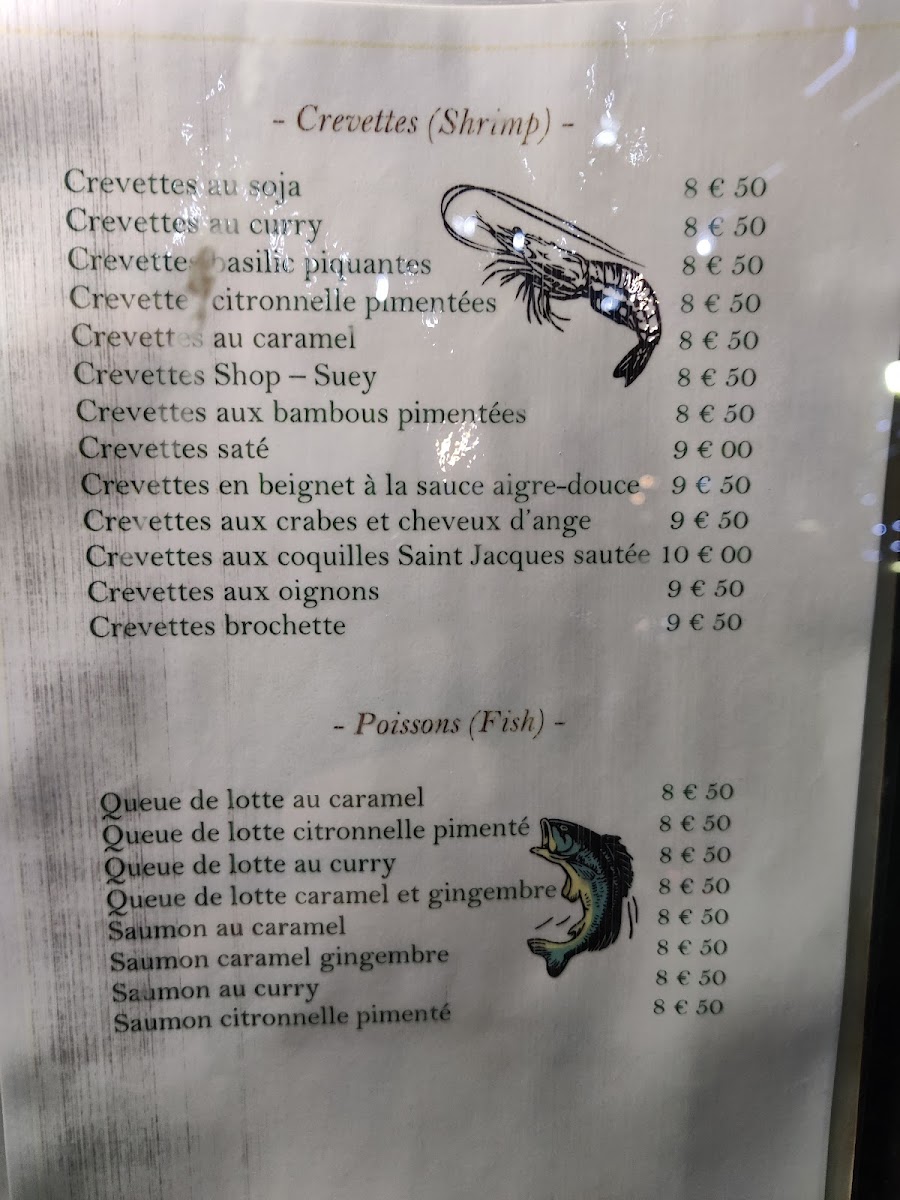 - Crevettes (Shrimp) -
Crevettes au soja 8 € 50
Crevettes au curry 8 € 50
Crevettes basilic piquantes 8 € 50
Crevette citronnelle pimentées 8 € 50
Crevettes au caramel 8 € 50
Crevettes Shop – Suey 8 € 50
Crevettes aux bambous pimentées 8 € 50
Crevettes saté 9 € 00
Crevettes en beignet à la sauce aigre-douce 9 € 50
Crevettes aux crabes et cheveux d'ange 9 € 50
Crevettes aux coquilles Saint Jacques sautée 10 € 00
Crevettes aux oignons 9 € 50
Crevettes brochette 9 € 50
- Poissons (Fish) -
Queue de lotte au caramel 8 € 50
Queue de lotte citronnelle pimenté 8 € 50
Queue de lotte au curry 8 € 50
Queue de lotte caramel et gingembre 8 € 50
Saumon au caramel 8 € 50
Saumon caramel gingembre 8 € 50
Saumon au curry 8 € 50
Saumon citronnelle pimenté 8 € 50